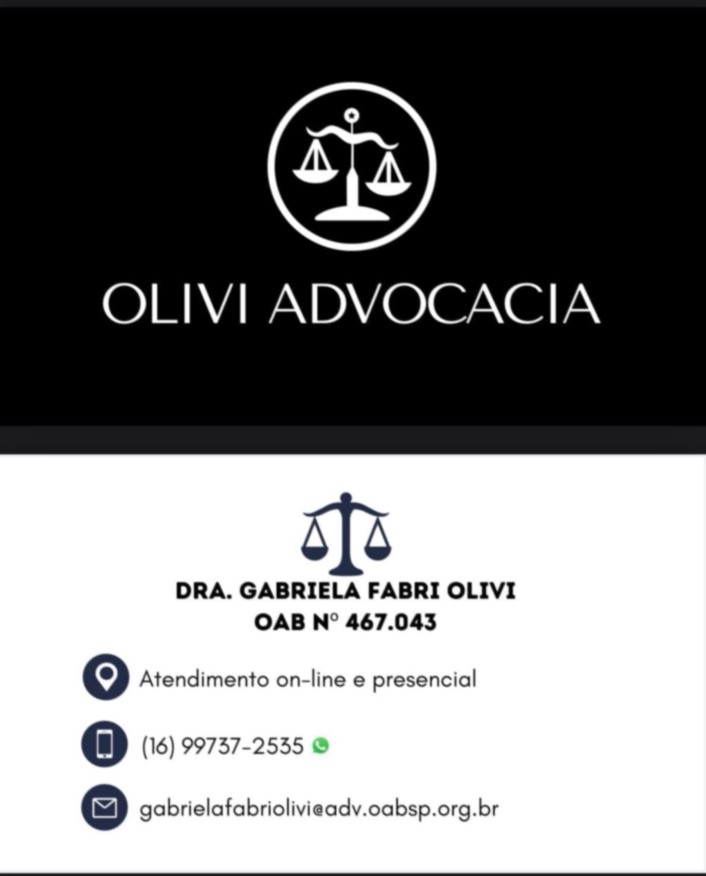 OLIVI ADVOCACIA
DRA. GABRIELA FABRI OLIVI
OAB Nº 467.043
Atendimento on-line e presencial
(16) 99737-2535
gabrielafabriolivi@adv.oabsp.org.br